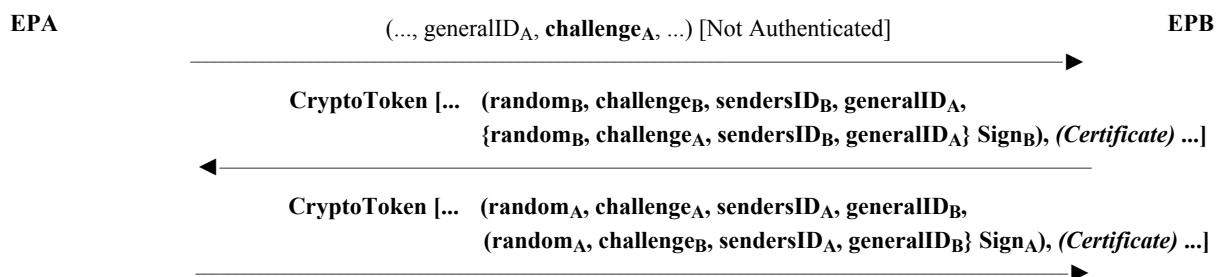 EPA (..., generalIDA, challengeA, ...) [Not Authenticated] EPB
CryptoToken [... (randomB, challengeB, sendersIDB, generalIDA,
{randomB, challengeA, sendersIDB, generalIDA} SignB), (Certificate) ...]
CryptoToken [... (randomA, challengeA, sendersIDA, generalIDB,
(randomA, challengeB, sendersIDA, generalIDB} SignA), (Certificate) ...]